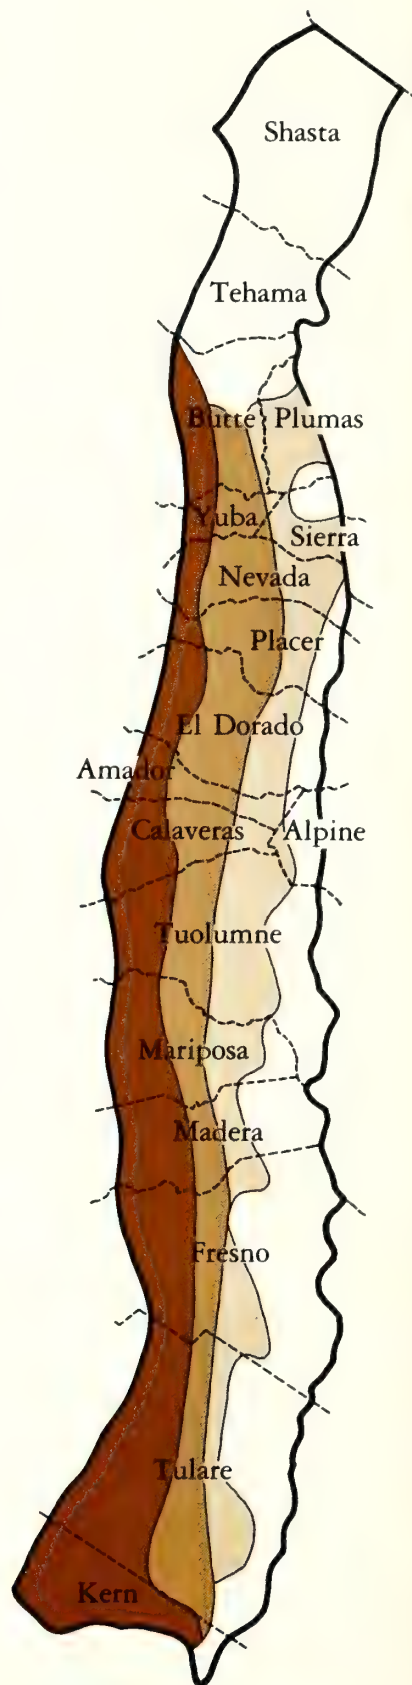 Shasta
Tehama
Butte Plumas
Yuba
Sierra
Nevada
Placer
El Dorado
Amador
Calaveras Alpine
Tuolumne
Mariposa
Madera
Fresno
Tulare
Kern